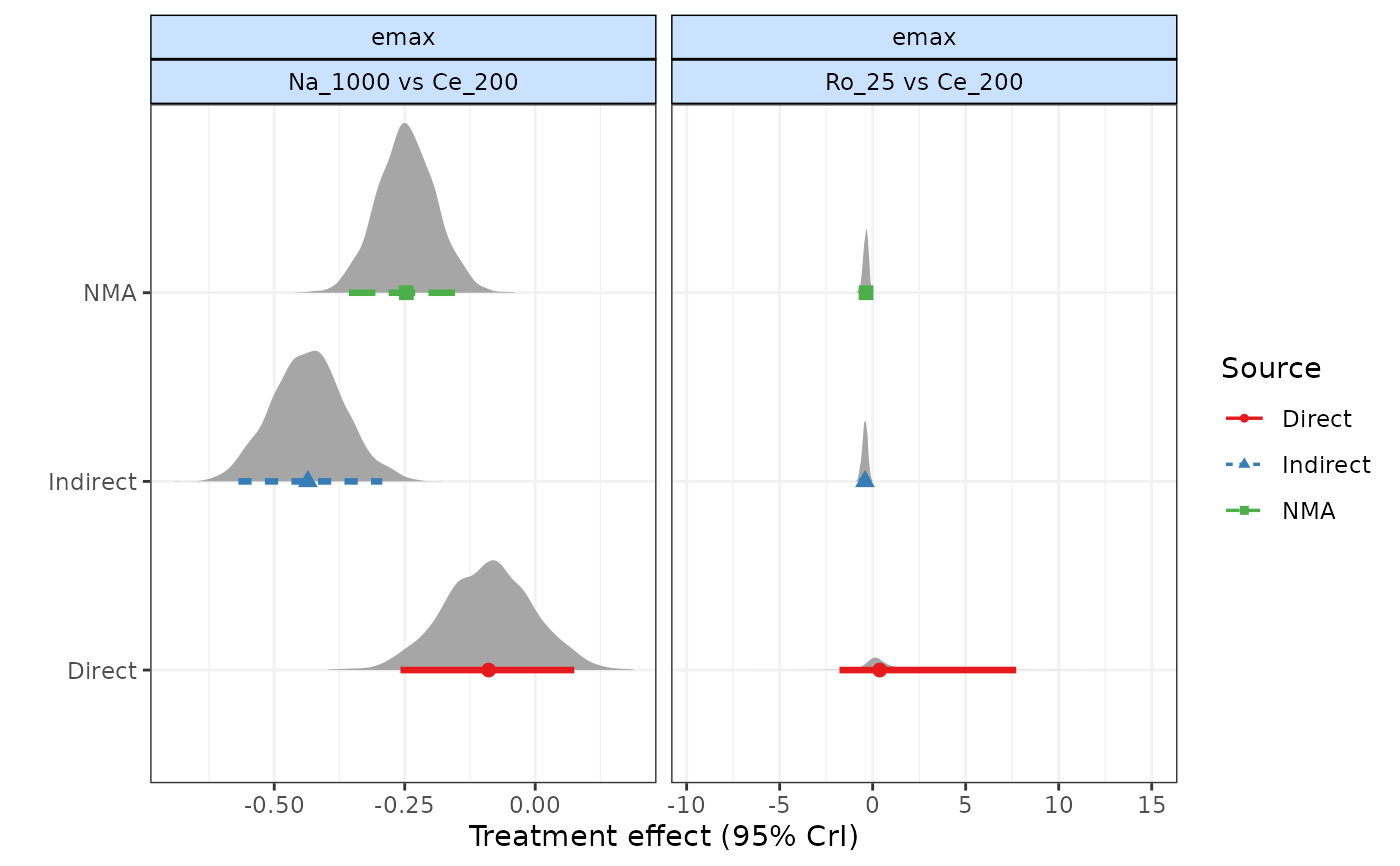 emax
emax
Na_1000 vs Ce_200
Ro_25 vs Ce_200
NMA
Indirect
Direct
-0.50
-0.25
0.00
-10
-5
0
5
10
15
Treatment effect (95% CrI)
Source
Direct
Indirect
NMA